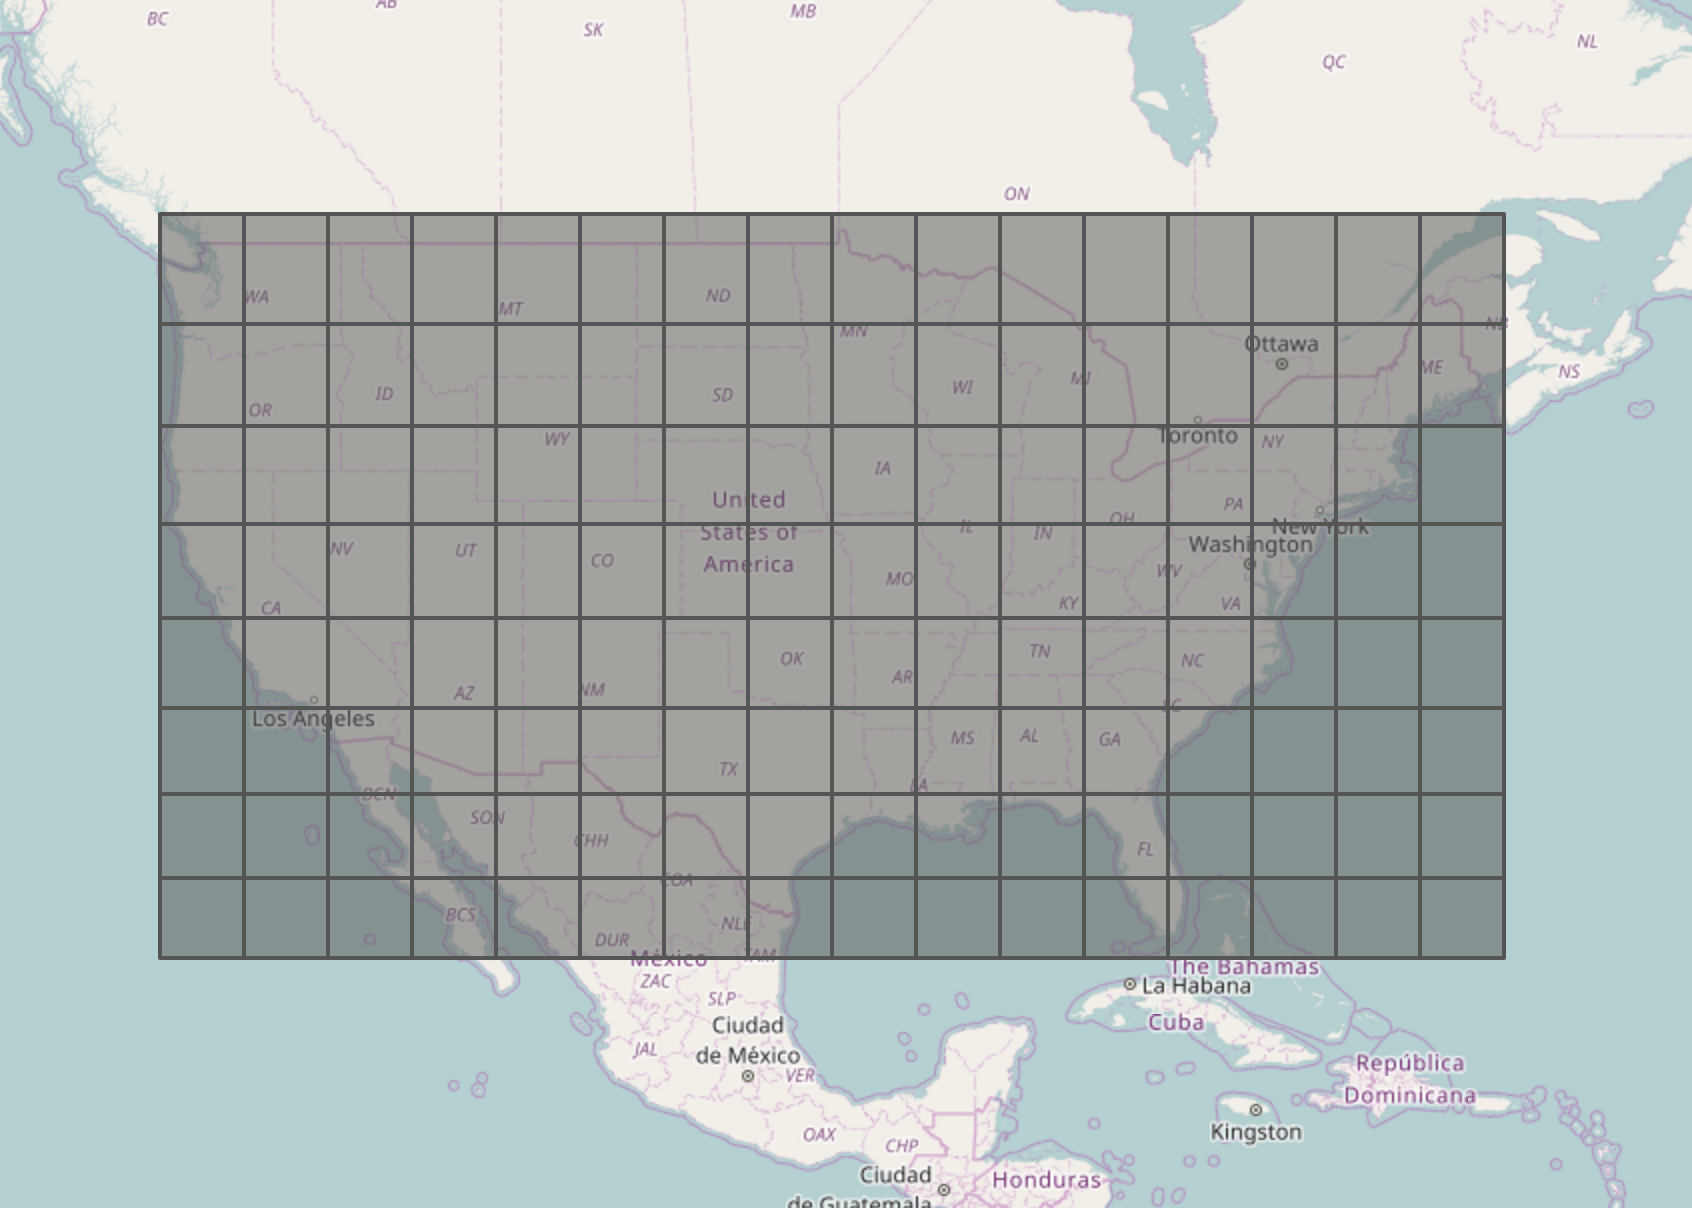 AB
BC
MB
SK
NL
QC
ON
WA
ND
MT
NB
MN
Ottawa
ME
NS
WI
MI
ID
SD
OR
Toronto
WY
NY
IA
United
States of
America
PA
OH
IL
IN
New York
Washington
NV
UT
CO
WV
MO
KY
VA
CA
TN
OK
NC
AR
AZ
NM
SC
Los Angeles
MS
AL
GA
TX
LA
BCN
SON
CHH
FL
COA
BCS
NLE
DUR
TAM
México
The Bahamas
ZAC
La Habana
SLP
Cuba
Ciudad
de México
JAL
VER
República
Dominicana
Kingston
OAX
CHP
Ciudad
de Guatemala
Honduras